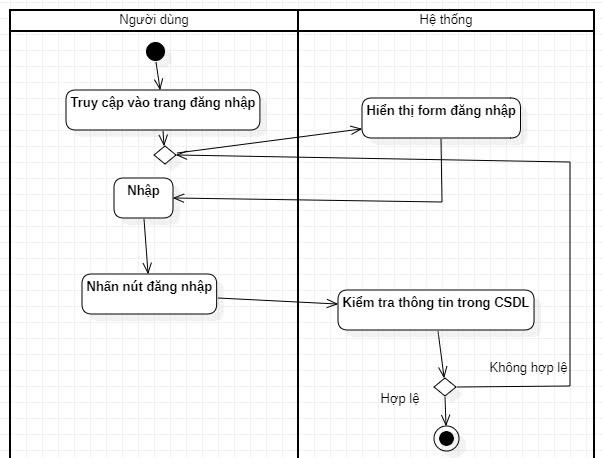 Người dùng
Hệ thống
Truy cập vào trang đăng nhập
Hiển thị form đăng nhập
Nhập
Nhấn nút đăng nhập
Kiểm tra thông tin trong CSDL
Không hợp lệ
Hợp lệ